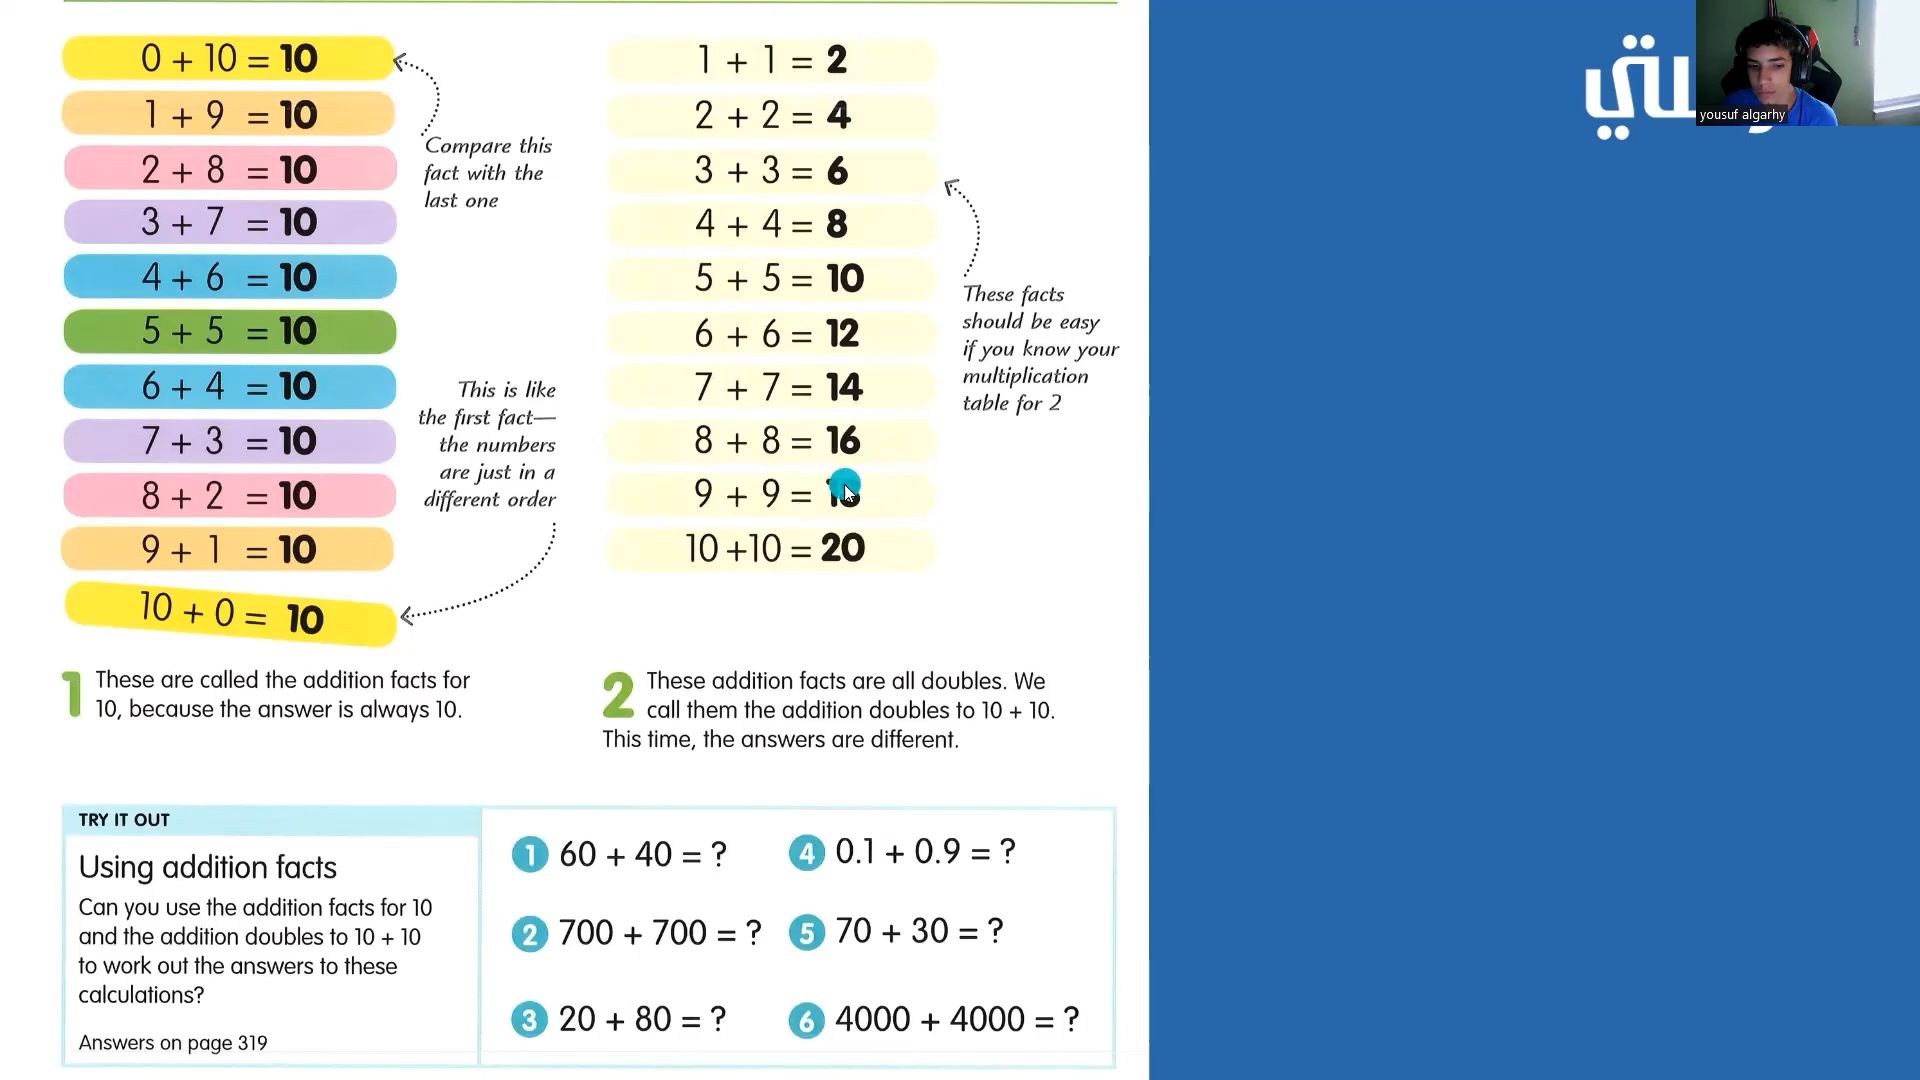 0 + 10 = 10
1 + 9 = 10
2 + 8 = 10
3 + 7 = 10
4 + 6 = 10
5 + 5 = 10
6 + 4 = 10
7 + 3 = 10
8 + 2 = 10
9 + 1 = 10
10 + 0 = 10
Compare this
fact with the
last one
This is like
the first fact—
the numbers
are just in a
different order
1 These are called the addition facts for
10, because the answer is always 10.
1 + 1 = 2
2 + 2 = 4
3 + 3 = 6
4 + 4 = 8
5 + 5 = 10
6 + 6 = 12
7 + 7 = 14
8 + 8 = 16
9 + 9 =
10 +10 = 20
These facts
should be easy
if you know your
multiplication
table for 2
2 These addition facts are all doubles. We
call them the addition doubles to 10 + 10.
This time, the answers are different.
TRY IT OUT
Using addition facts
Can you use the addition facts for 10
and the addition doubles to 10 + 10
to work out the answers to these
calculations?
Answers on page 319
1 60 + 40 = ?
2 700 + 700 = ?
3 20 + 80 = ?
4 0.1 + 0.9 = ?
5 70 + 30 = ?
6 4000 + 4000 = ?
yousuf algarhy